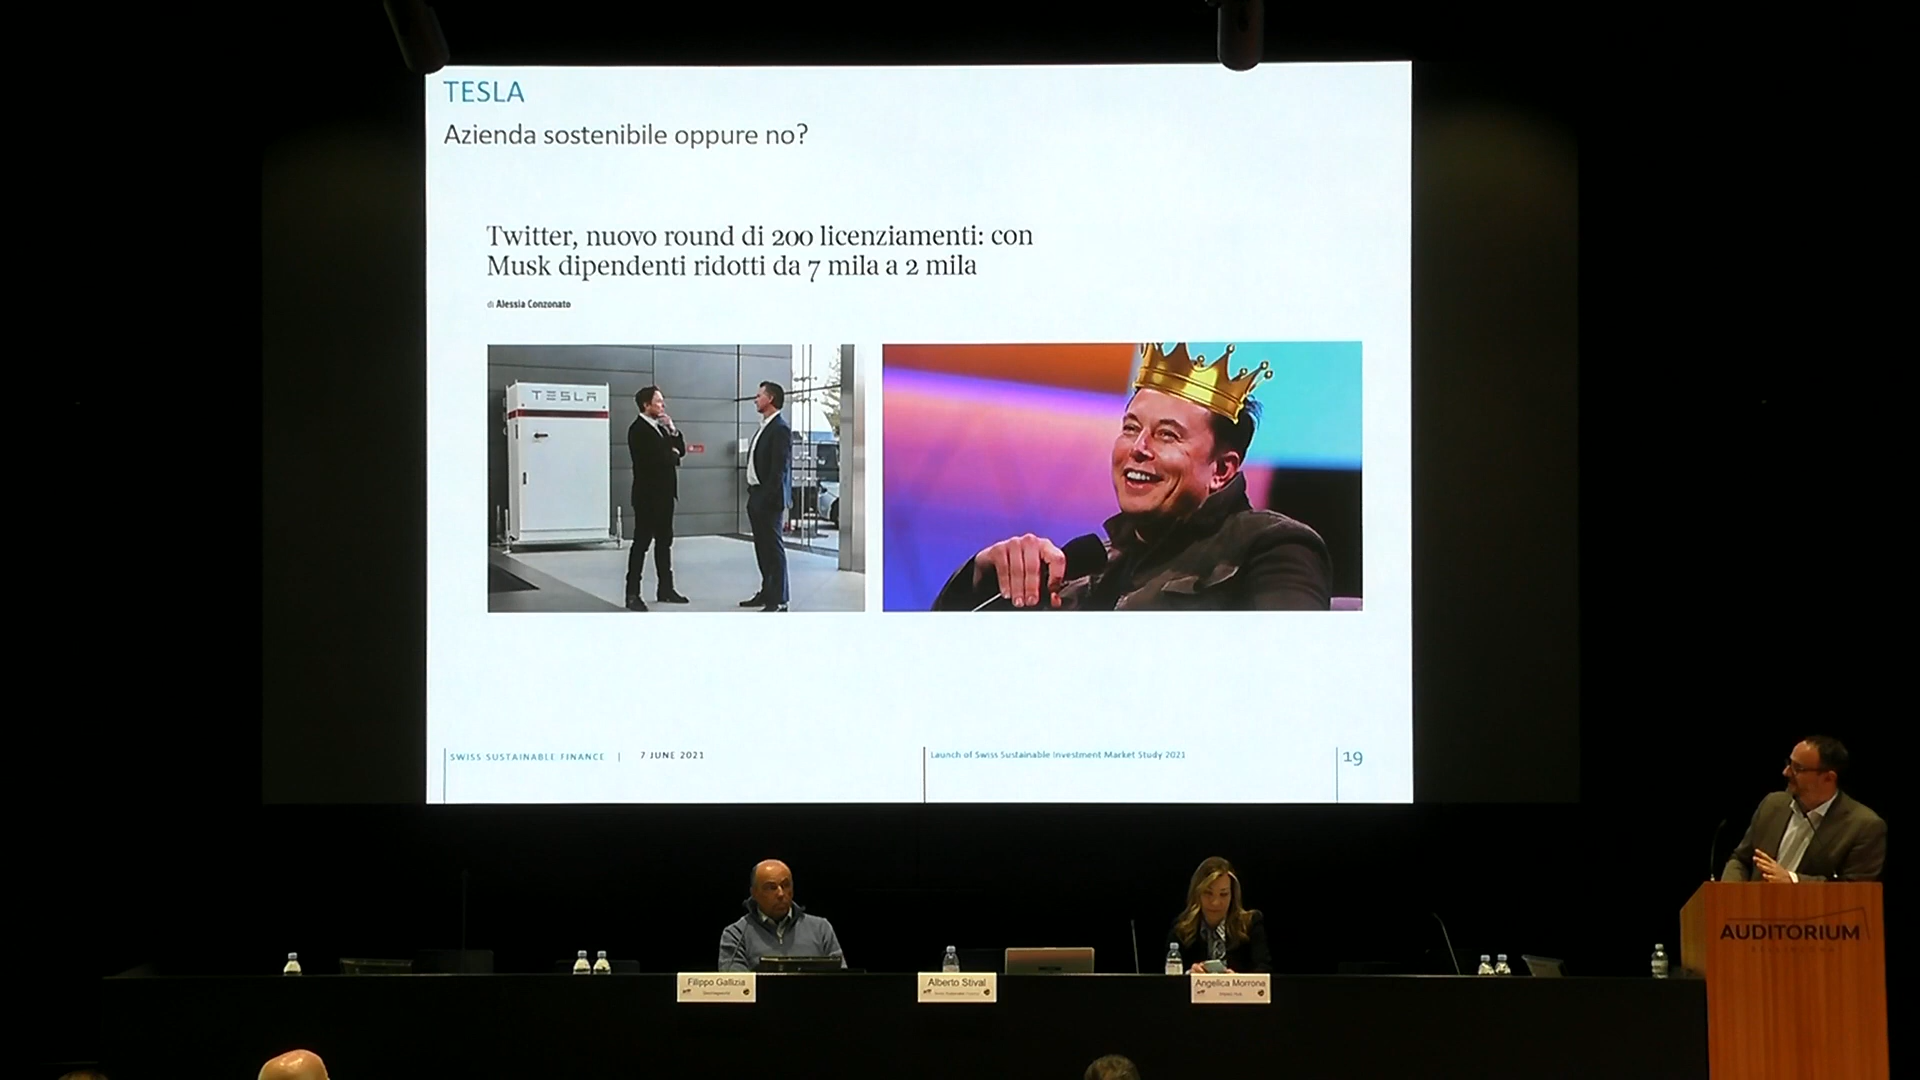 TESLA
Azienda sostenibile oppure no?
Twitter, nuovo round di 200 licenziamenti: con
Musk dipendenti ridotti da 7 mila a 2 mila
di Alessia Conzonato
TESLA
SWISS SUSTAINABLE FINANCE | 7 JUNE 2021
Launch of Swiss Sustainable Investment Market Study 2021
19
AUDITORIUM
Filippo Gallizia
Alberto Stival
Angelica Morrone